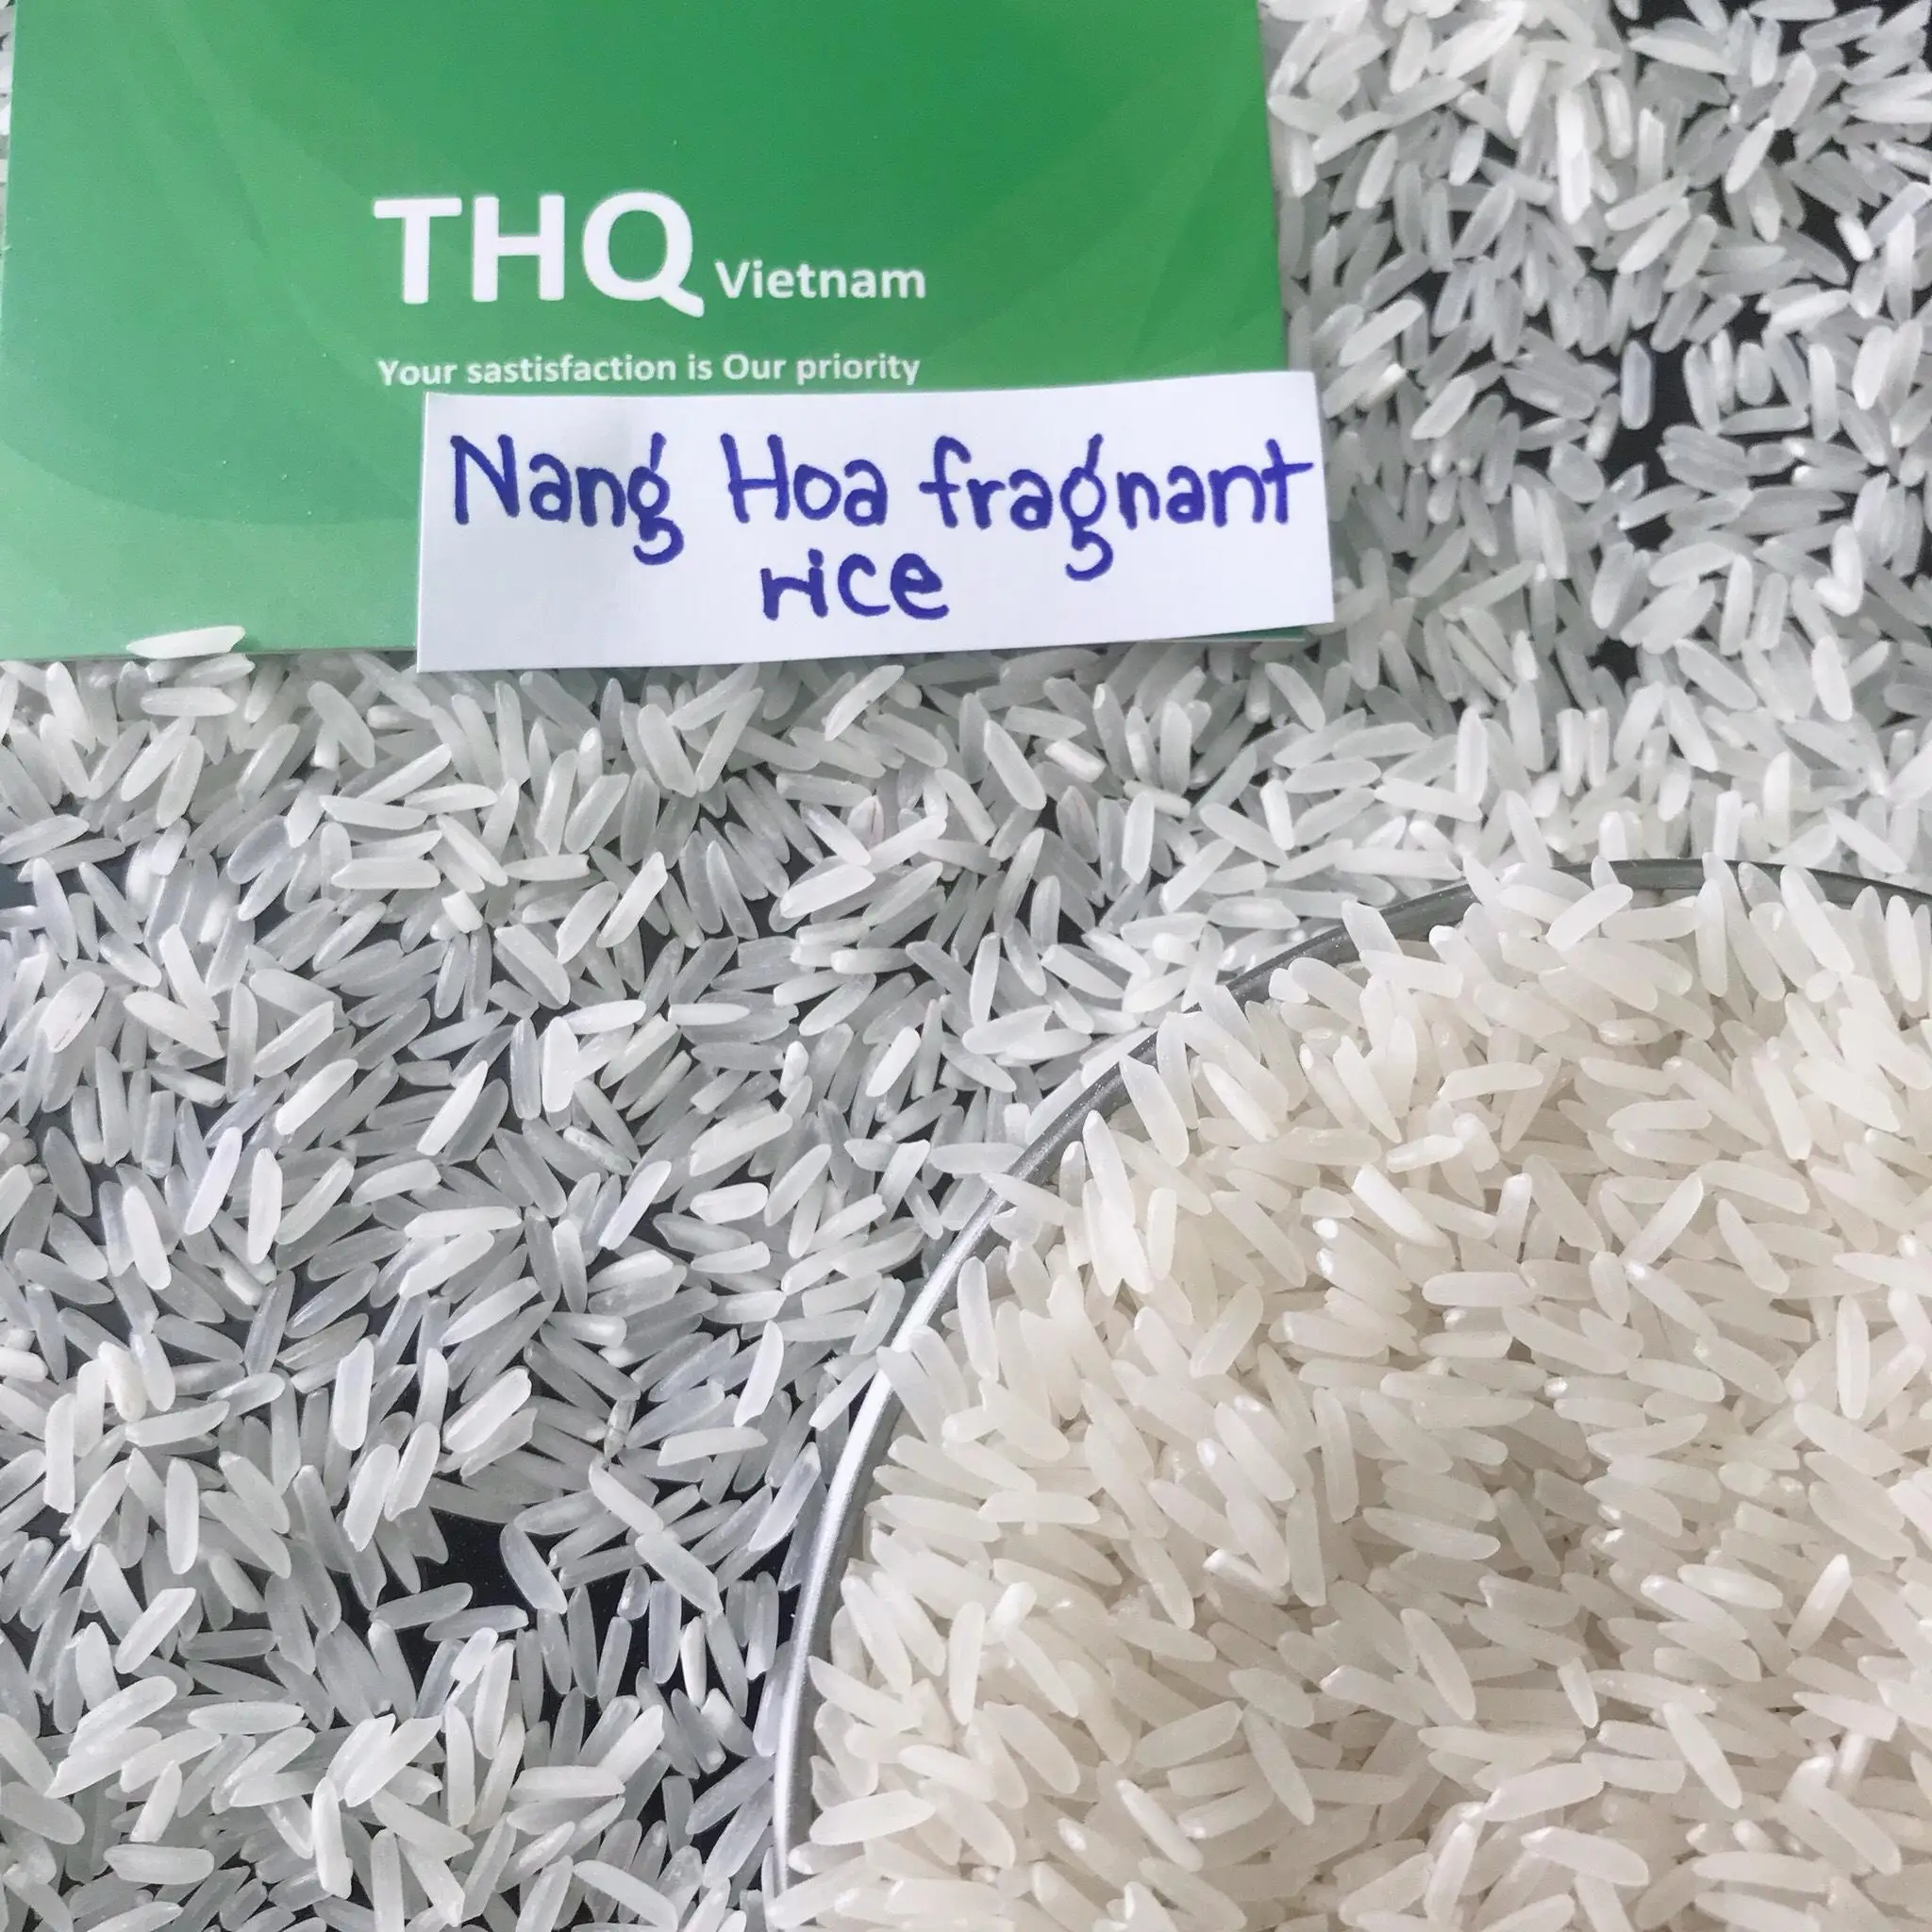 THQ Vietnam
Your sastisfaction is Our priority
Nang Hoa fragnant
rice